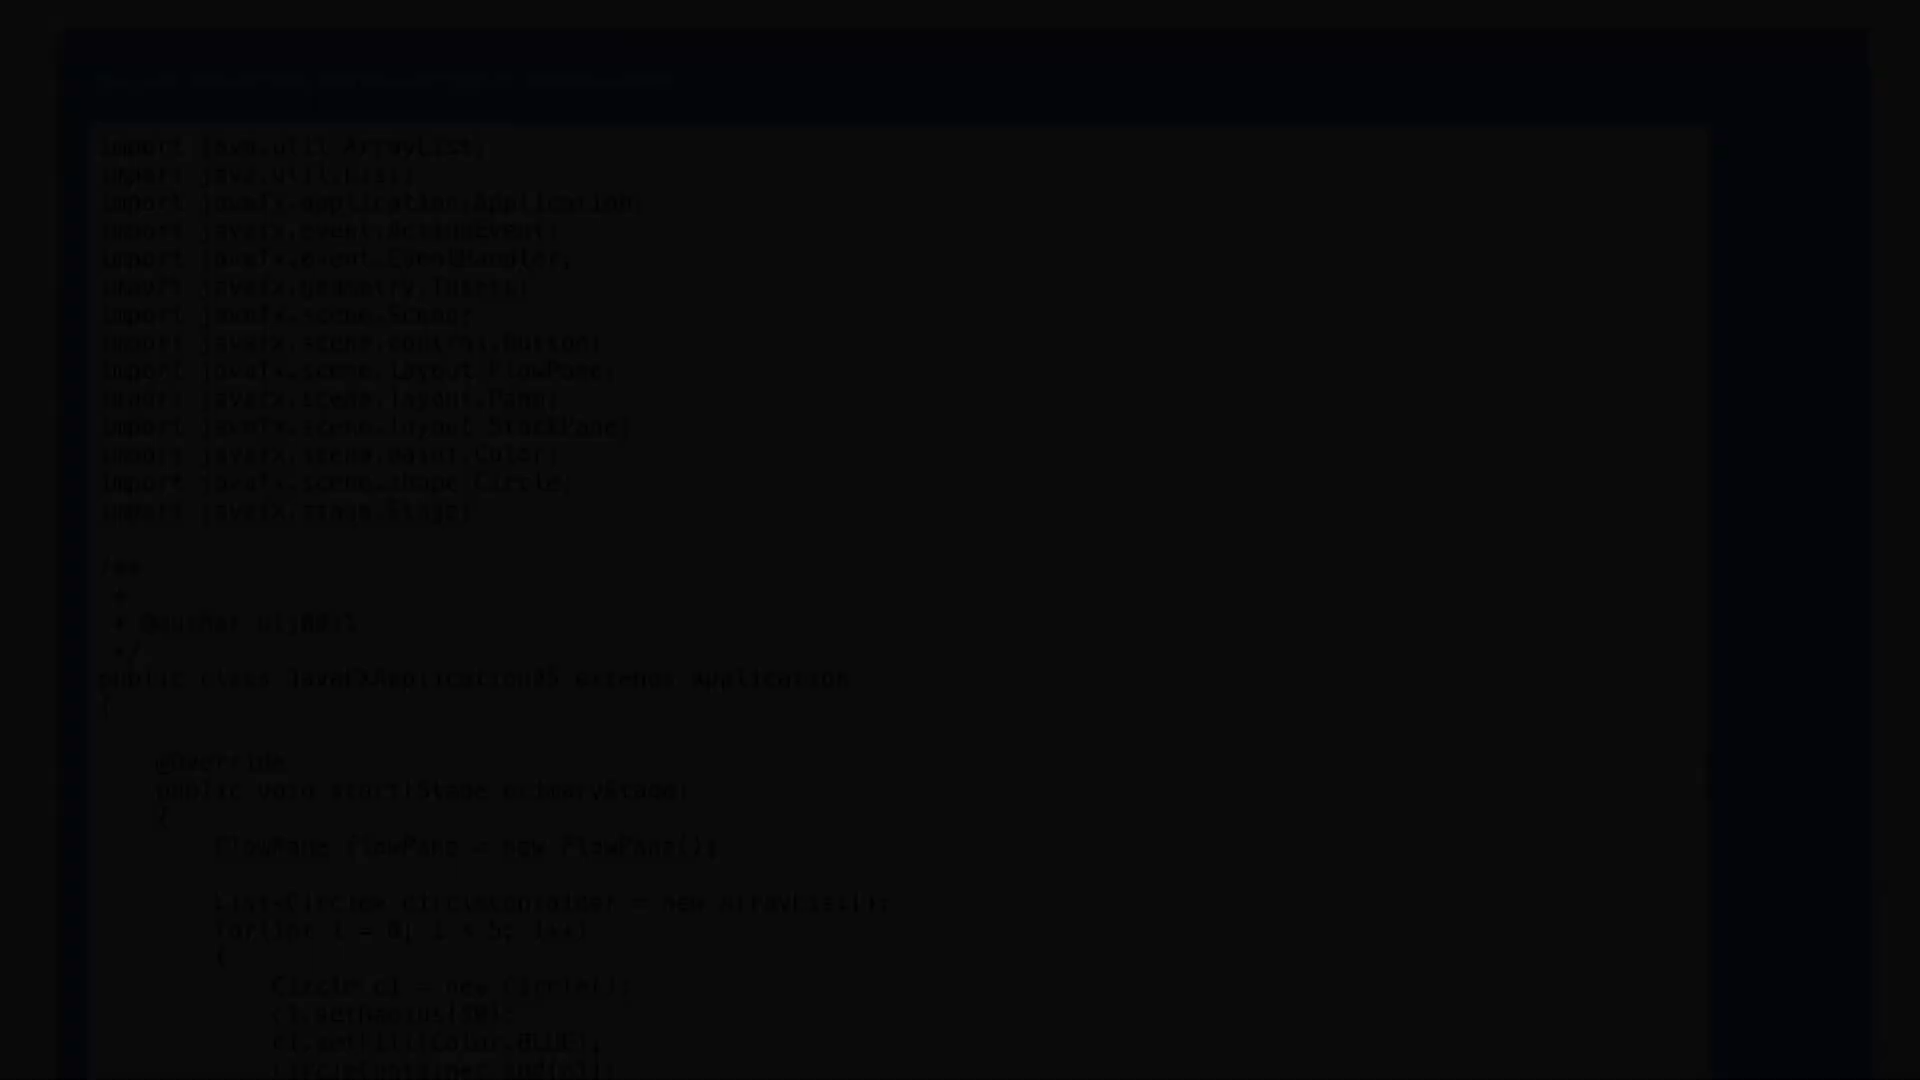 import java.util.ArrayList;
import java.util.List;
import javafx.application.Application;
import javafx.event.ActionEvent;
import javafx.event.EventHandler;
import javafx.geometry.Insets;
import javafx.scene.Scene;
import javafx.scene.control.Button;
import javafx.scene.layout.FlowPane;
import javafx.scene.layout.Pane;
import javafx.scene.layout.StackPane;
import javafx.scene.paint.Color;
import javafx.scene.shape.Circle;
import javafx.stage.Stage;
/**
*
* @author
*/
public class extends Application
{
@Override
public void start(Stage primaryStage)
{
FlowPane flowPane = new FlowPane();
List<Circle> circleContainer = new ArrayList();
for(int i = 0; i < 5; i++)
{
Circle c1 = new Circle();
c1.setRadius(20);
c1.setFill(Color.BLUE);
circleContainer.add(c1);